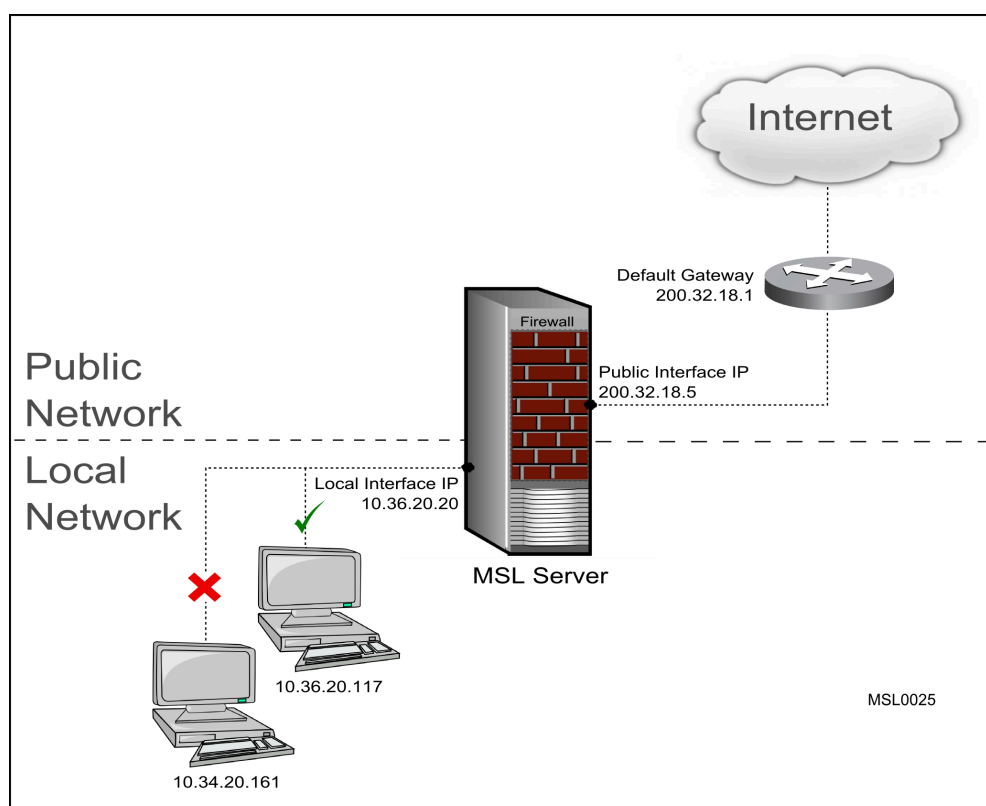 Internet
Default Gateway
200.32.18.1
Firewall
Public Interface IP
200.32.18.5
Public
Network
Local
Network
Local Interface IP
10.36.20.20
MSL Server
10.36.20.117
MSL0025
10.34.20.161